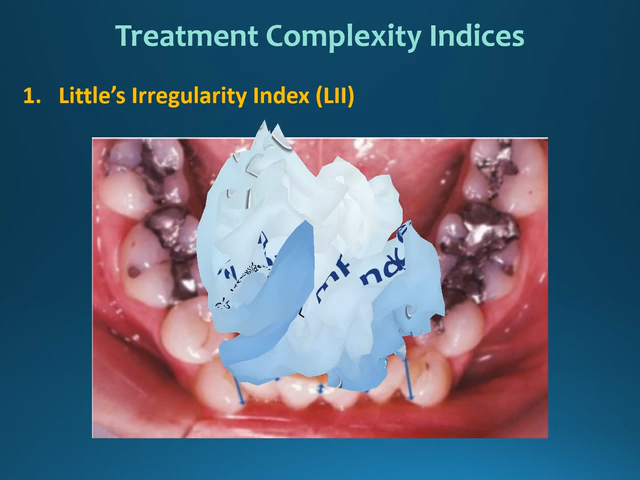 Treatment Complexity Indices
1. Little’s Irregularity Index (LII)